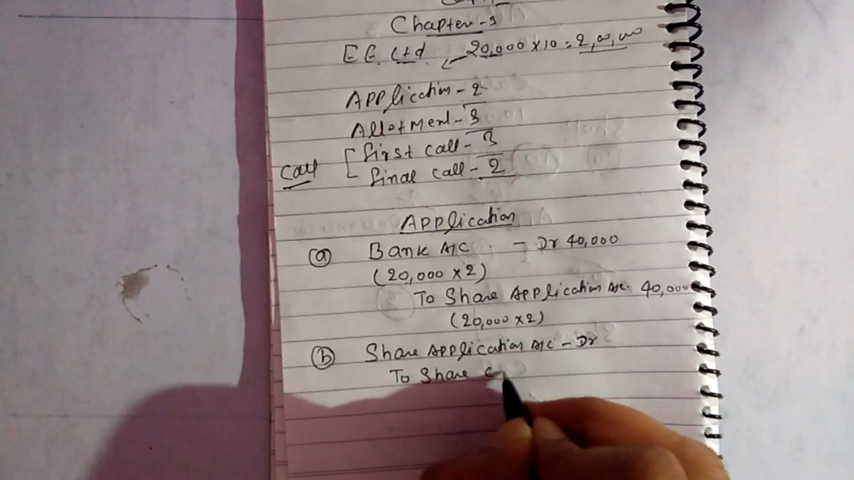 Chapter-1
EG Ltd. 20,000 × 10 = 2,00,000
Application - 2
Allotment - 3
Call First call - 3
Final call - 2
Application
(a) Bank A/C - Dr 40,000
(20,000 × 2)
To Share Application A/C 40,000
(20,000 × 2)
(b) Share Application A/C - Dr
To Share C